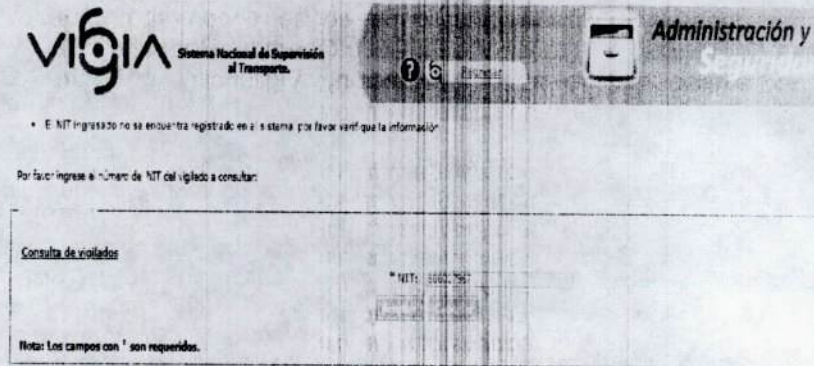 VIGIA
Sistema Nacional de Supervisión
al Transporte.
Administración y
Seguridad
Regresar
• El NIT ingresado no se encuentra registrado en el sistema por favor verifique la información
Por favor ingrese el número de NIT del vigilado a consultar:
Consulta de vigilados
* NIT:
Nota: Los campos con * son requeridos.